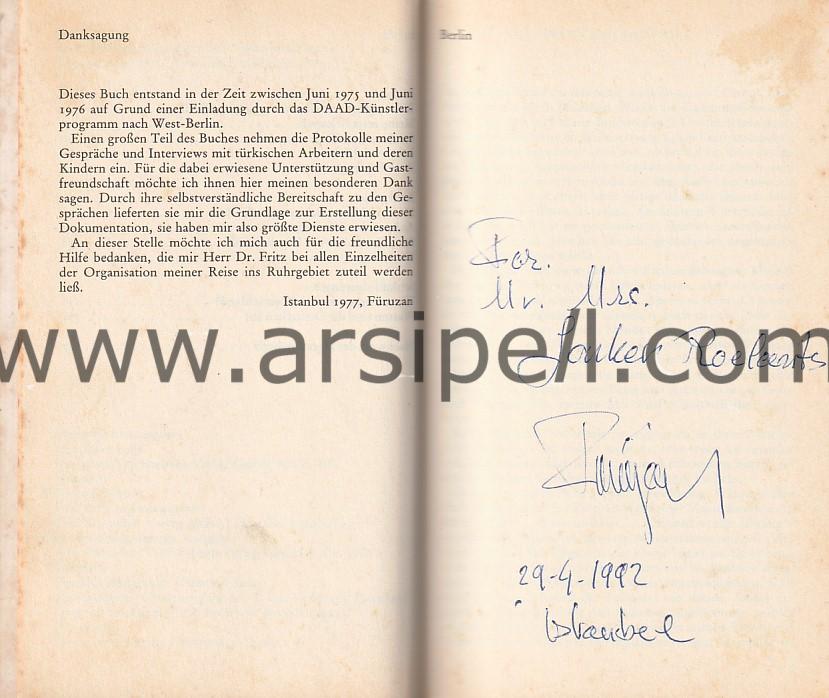 Danksagung
Dieses Buch entstand in der Zeit zwischen Juni 1975 und Juni
1976 auf Grund einer Einladung durch das DAAD-Künstler-
programm nach West-Berlin.
Einen großen Teil des Buches nehmen die Protokolle meiner
Gespräche und Interviews mit türkischen Arbeitern und deren
Kindern ein. Für die dabei erwiesene Unterstützung und Gast-
freundschaft möchte ich ihnen hier meinen besonderen Dank
sagen. Durch ihre selbstverständliche Bereitschaft zu den Ge-
sprächen lieferten sie mir die Grundlage zur Erstellung dieser
Dokumentation, sie haben mir also größte Dienste erwiesen.
An dieser Stelle möchte ich mich auch für die freundliche
Hilfe bedanken, die mir Herr Dr. Fritz bei allen Einzelheiten
der Organisation meiner Reise ins Ruhrgebiet zuteil werden
ließ.
Istanbul 1977, Füruzan
Berlin
For.
Mr. Mrs.
Füruzan
29-4-1992
İstanbul
www.arsipell.com